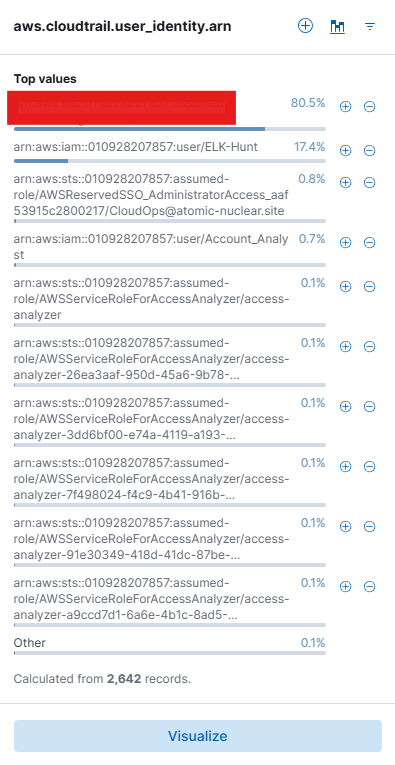 aws.cloudtrail.user_identity.arn
Top values
80.5%
arn:aws:iam::010928207857:user/ELK-Hunt 17.4%
arn:aws:sts::010928207857:assumed- 0.8%
role/AWSReservedSSO_AdministratorAccess_aaf
53915c2800217/CloudOps@atomic-nuclear.site
arn:aws:iam::010928207857:user/Account_Analy 0.7%
st
arn:aws:sts::010928207857:assumed- 0.1%
role/AWSServiceRoleForAccessAnalyzer/access-
analyzer
arn:aws:sts::010928207857:assumed- 0.1%
role/AWSServiceRoleForAccessAnalyzer/access-
analyzer-26ea3aaf-950d-45a6-9b78-...
arn:aws:sts::010928207857:assumed- 0.1%
role/AWSServiceRoleForAccessAnalyzer/access-
analyzer-3dd6bf00-e74a-4119-a193-...
arn:aws:sts::010928207857:assumed- 0.1%
role/AWSServiceRoleForAccessAnalyzer/access-
analyzer-7f498024-f4c9-4b41-916b-...
arn:aws:sts::010928207857:assumed- 0.1%
role/AWSServiceRoleForAccessAnalyzer/access-
analyzer-91e30349-418d-41dc-87be-...
arn:aws:sts::010928207857:assumed- 0.1%
role/AWSServiceRoleForAccessAnalyzer/access-
analyzer-a9ccd7d1-6a6e-4b1c-8ad5-...
Other 0.1%
Calculated from 2,642 records.
Visualize